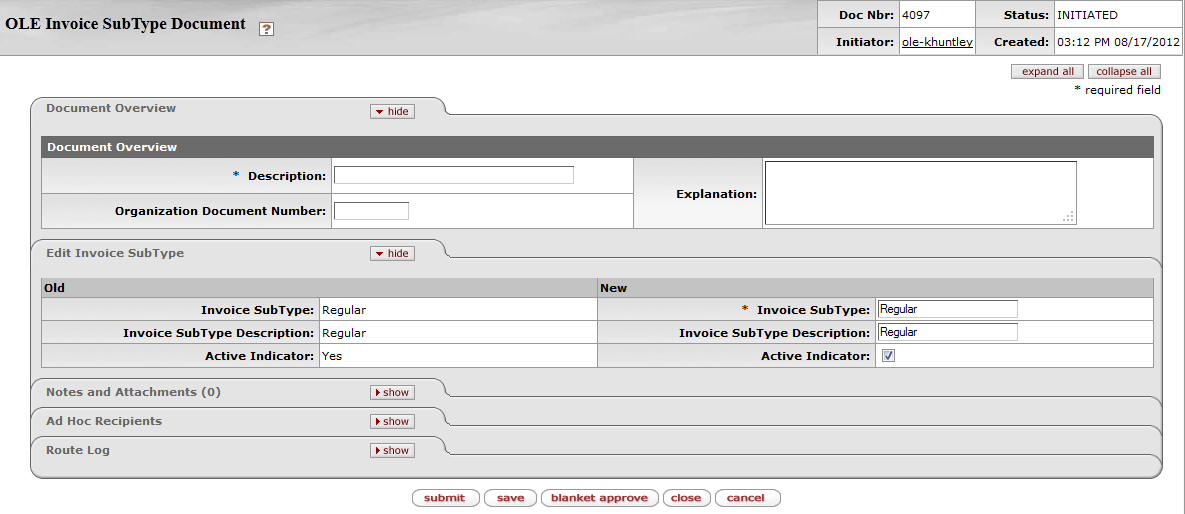 OLE Invoice SubType Document ?
Doc Nbr: 4097 Status: INITIATED
Initiator: ole-khuntley Created: 03:12 PM 08/17/2012
expand all collapse all
* required field
Document Overview hide
Document Overview
* Description: Explanation:
Organization Document Number:
Edit Invoice SubType hide
Old New
Invoice SubType: Regular * Invoice SubType: Regular
Invoice SubType Description: Regular Invoice SubType Description: Regular
Active Indicator: Yes Active Indicator:
Notes and Attachments (0) show
Ad Hoc Recipients show
Route Log show
submit save blanket approve close cancel